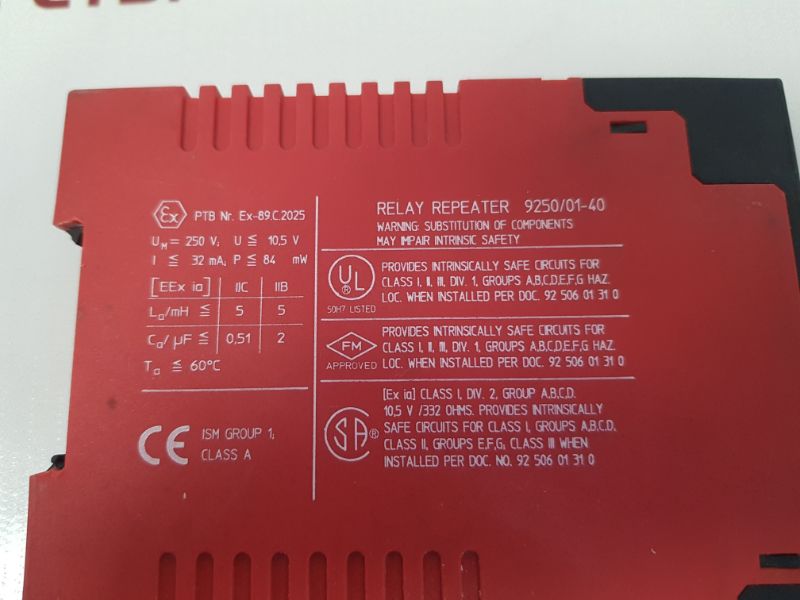 Ex PTB Nr. Ex-89.C.2025
UM = 250 V; U ≦ 10,5 V
I ≦ 32 mA; P ≦ 84 mW
[EEx ia] IIC IIB
La/mH ≦ 5 5
Ca/µF ≦ 0,51 2
Ta ≦ 60°C
CE ISM GROUP 1,
CLASS A
RELAY REPEATER 9250/01-40
WARNING: SUBSTITUTION OF COMPONENTS
MAY IMPAIR INTRINSIC SAFETY
UL ®
50H7 LISTED
PROVIDES INTRINSICALLY SAFE CIRCUITS FOR
CLASS I, II, III, DIV. 1, GROUPS A,B,C,D,E,F,G HAZ.
LOC. WHEN INSTALLED PER DOC. 92 506 01 31 0
FM
APPROVED
PROVIDES INTRINSICALLY SAFE CIRCUITS FOR
CLASS I, II, III, DIV. 1, GROUPS A,B,C,D,E,F,G HAZ.
LOC. WHEN INSTALLED PER DOC. 92 506 01 31 0
SA ®
[Ex ia] CLASS I, DIV. 2, GROUP A,B,C,D.
10,5 V /332 OHMS. PROVIDES INTRINSICALLY
SAFE CIRCUITS FOR CLASS I, GROUPS A,B,C,D,
CLASS II, GROUPS E,F,G, CLASS III WHEN
INSTALLED PER DOC. NO. 92 506 01 31 0